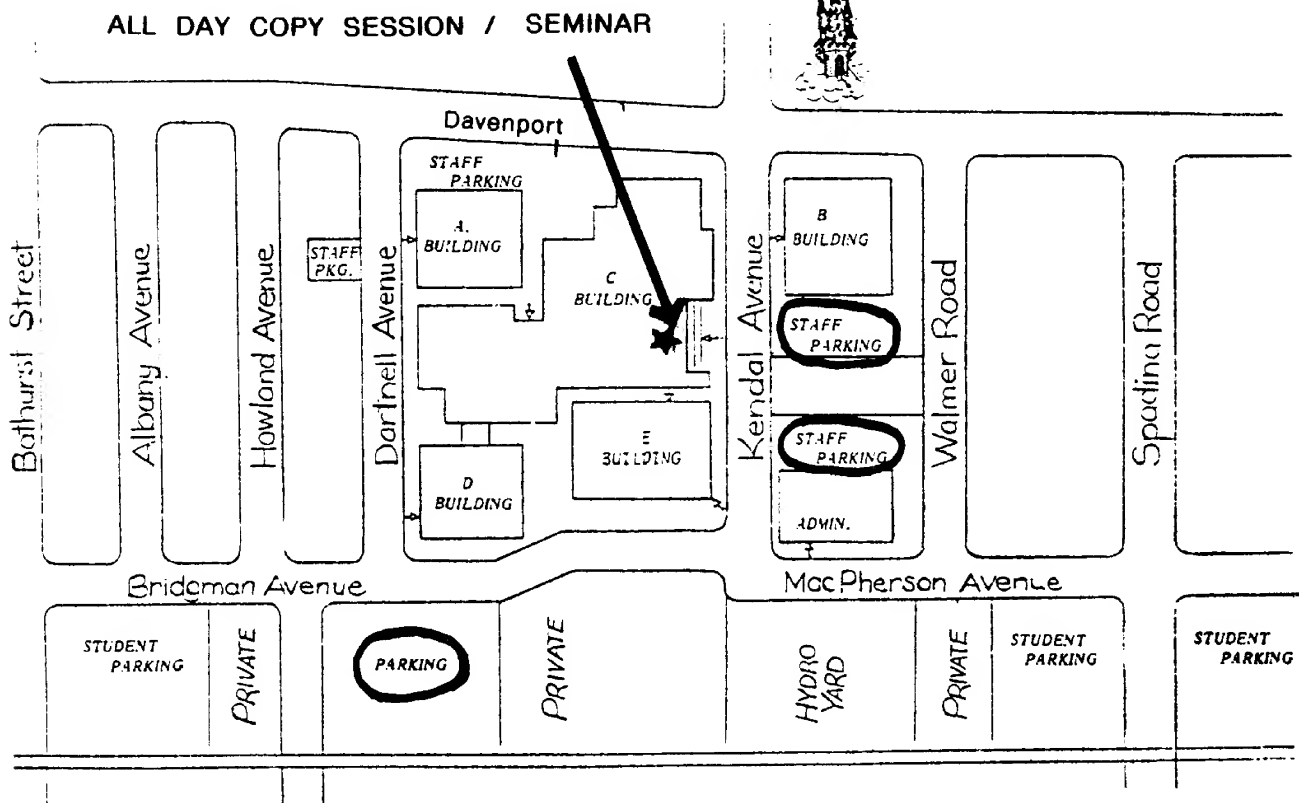 ALL DAY COPY SESSION / SEMINAR
Davenport
STAFF
PARKING
A.
BUILDING
B
BUILDING
STAFF
PKG.
C
BUILDING
STAFF
PARKING
Bathurst Street
Albany Avenue
Howland Avenue
Dartnell Avenue
Kendal Avenue
Walmer Road
Spadina Road
STAFF
PARKING
E
BUILDING
D
BUILDING
ADMIN.
Bridgman Avenue
MacPherson Avenue
STUDENT
PARKING
PRIVATE
PARKING
PRIVATE
HYDRO
YARD
PRIVATE
STUDENT
PARKING
STUDENT
PARKING